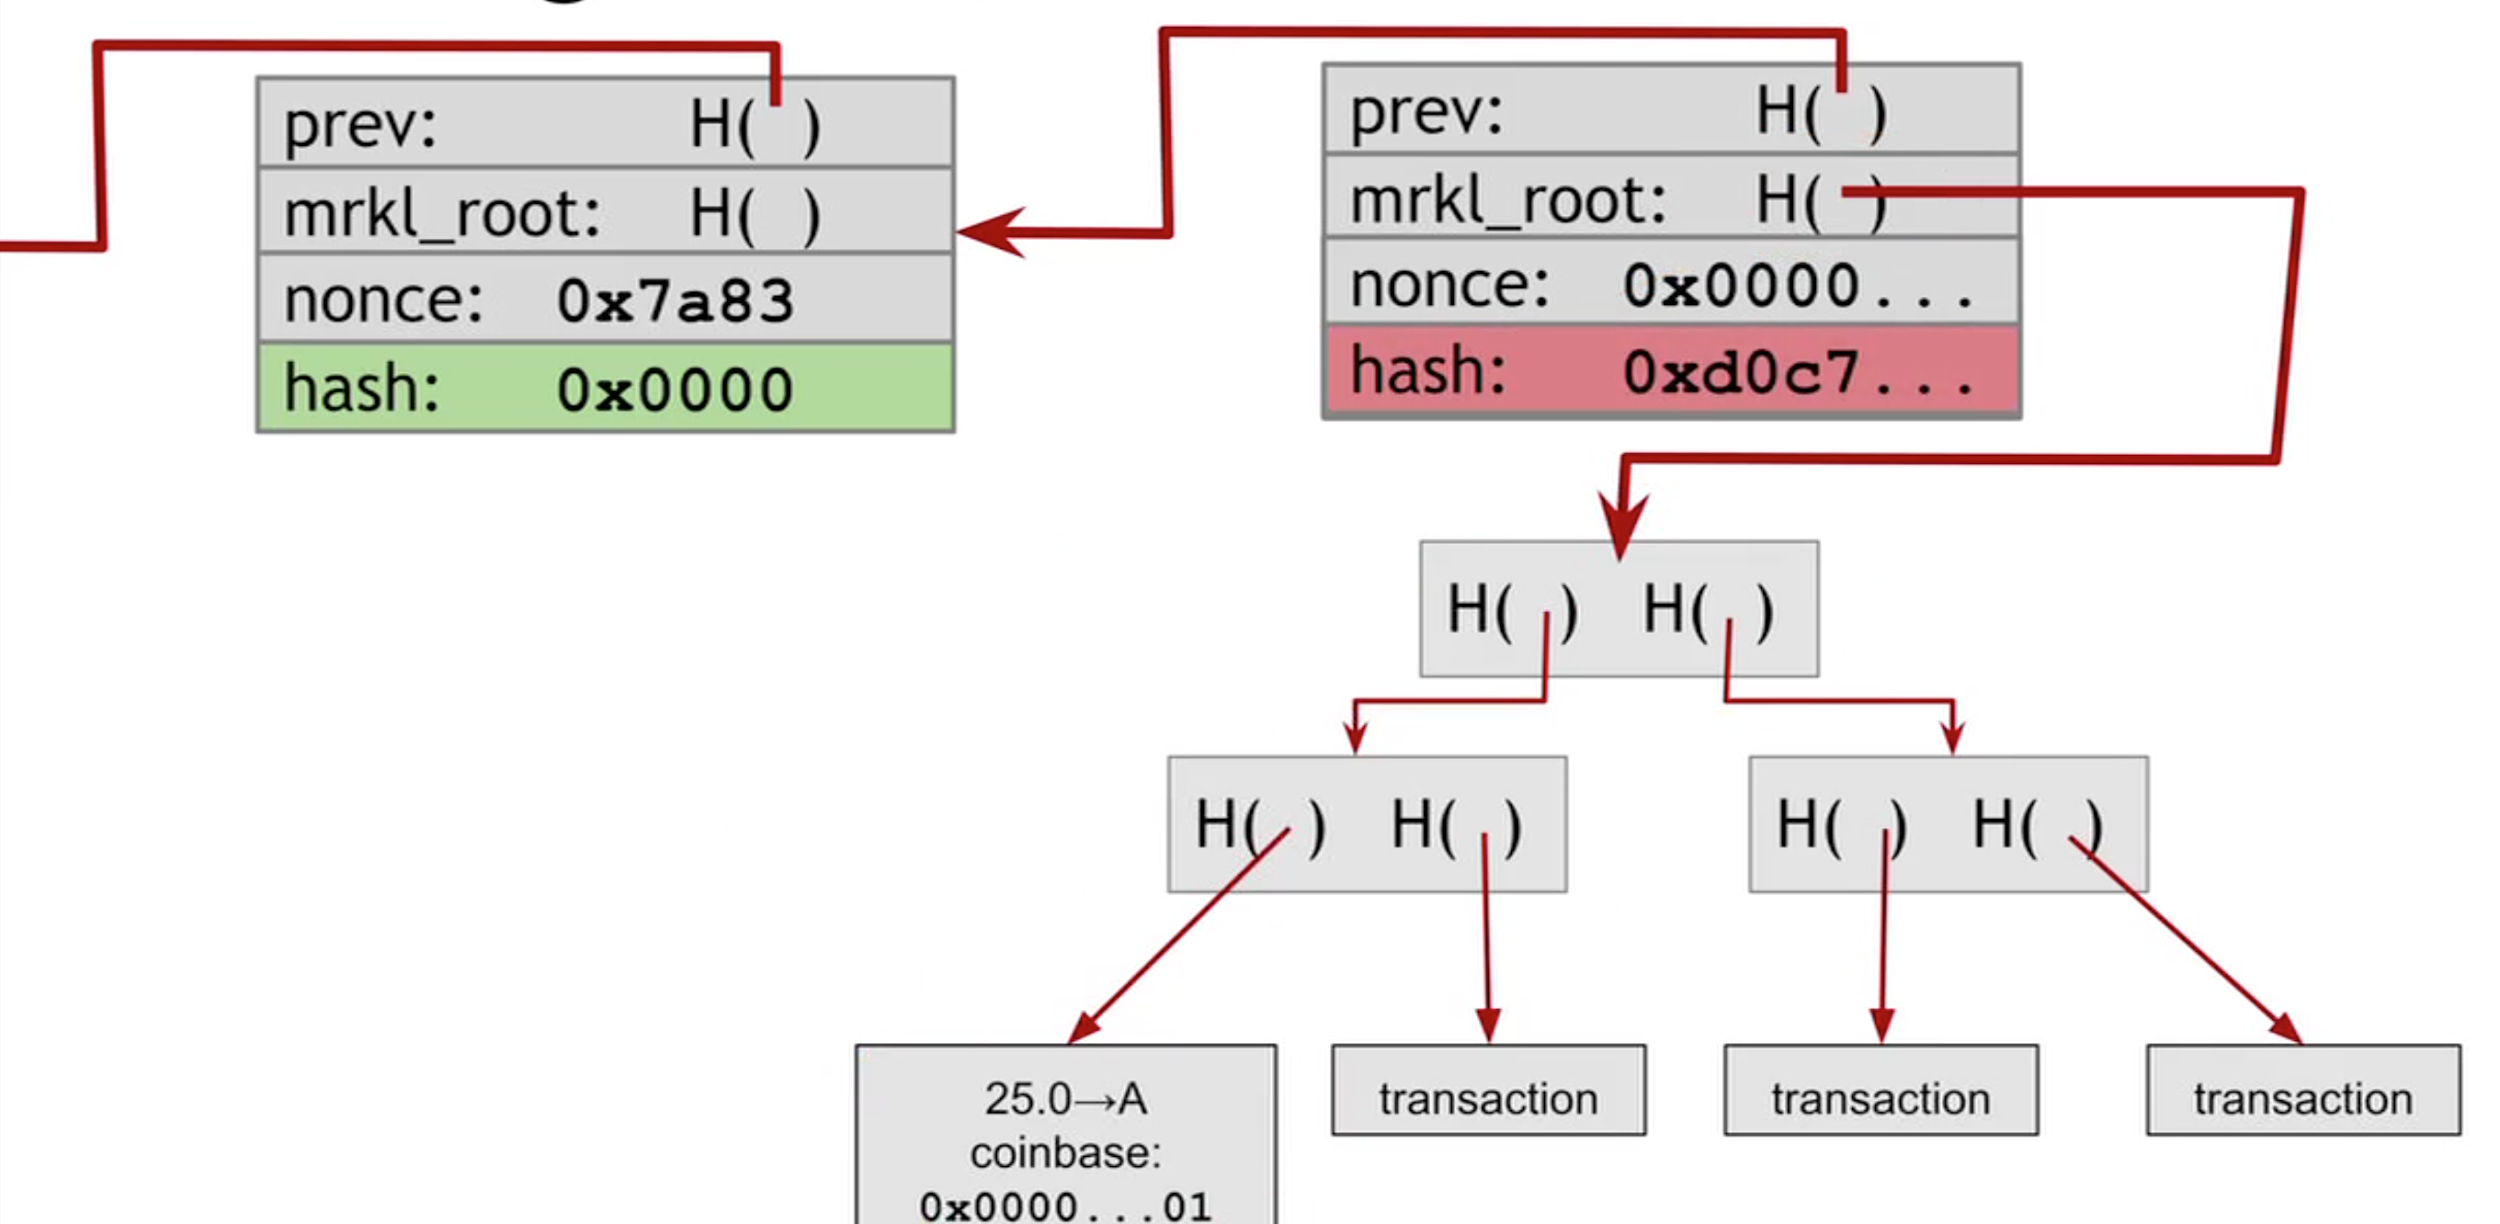 prev: H( )
mrkl_root: H( )
nonce: 0x7a83
hash: 0x0000
prev: H( )
mrkl_root: H( )
nonce: 0x0000...
hash: 0xd0c7...
H( ) H( )
H( ) H( )
H( ) H( )
25.0→A
coinbase:
0x0000...01
transaction
transaction
transaction